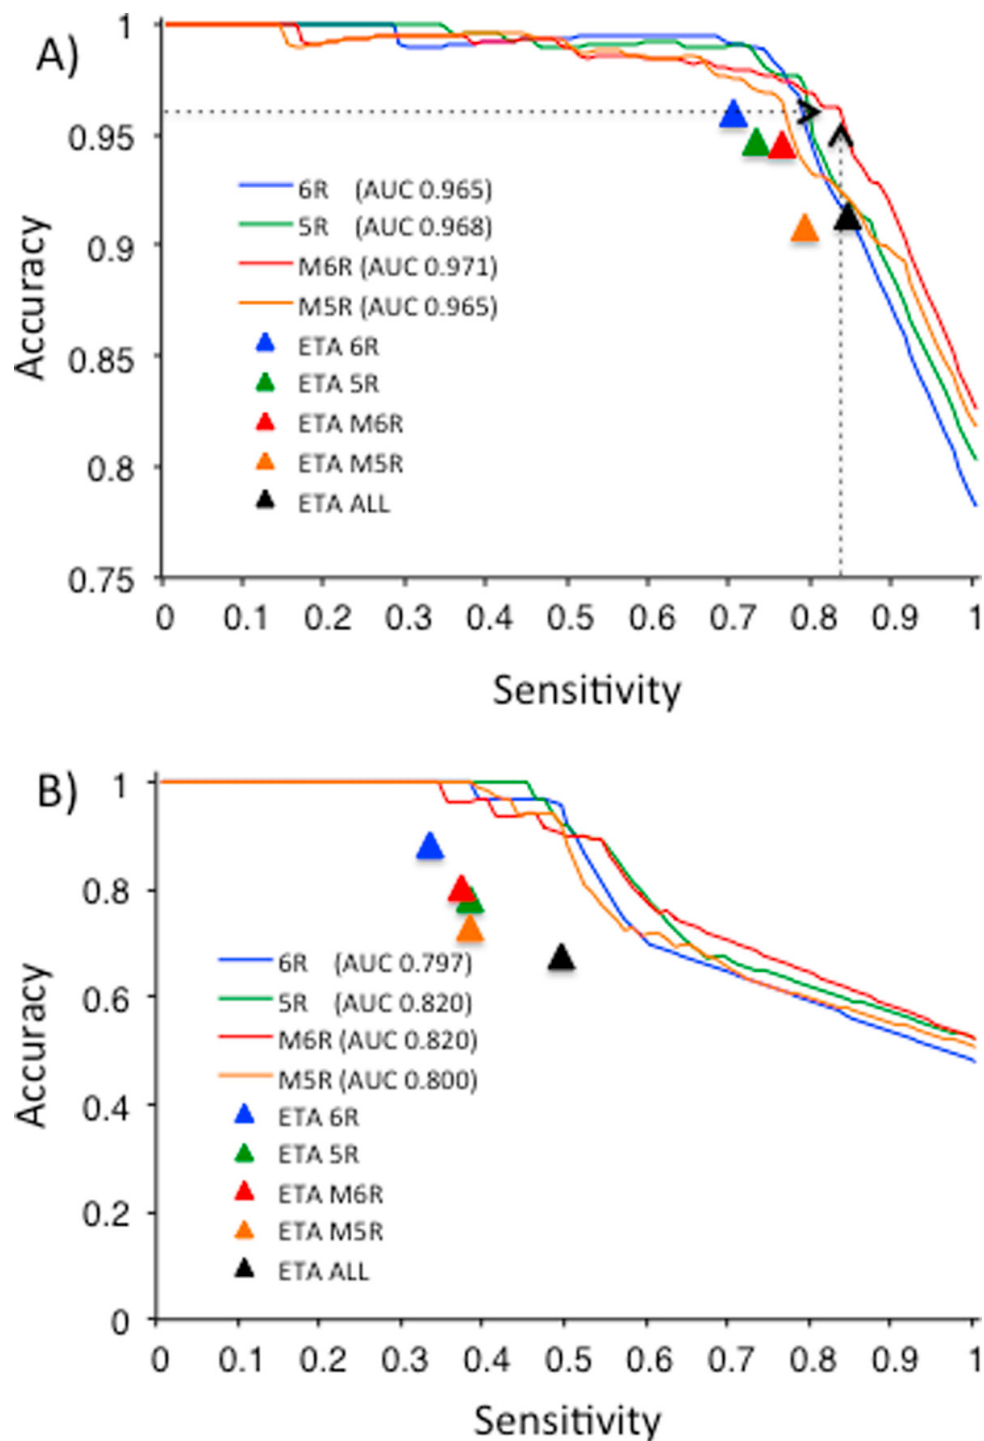 A)
1
0.95
0.9
0.85
0.8
0.75
Accuracy
6R (AUC 0.965)
5R (AUC 0.968)
M6R (AUC 0.971)
M5R (AUC 0.965)
ETA 6R
ETA 5R
ETA M6R
ETA M5R
ETA ALL
0 0.1 0.2 0.3 0.4 0.5 0.6 0.7 0.8 0.9 1
Sensitivity
B)
1
0.8
0.6
0.4
0.2
0
Accuracy
6R (AUC 0.797)
5R (AUC 0.820)
M6R (AUC 0.820)
M5R (AUC 0.800)
ETA 6R
ETA 5R
ETA M6R
ETA M5R
ETA ALL
0 0.1 0.2 0.3 0.4 0.5 0.6 0.7 0.8 0.9 1
Sensitivity